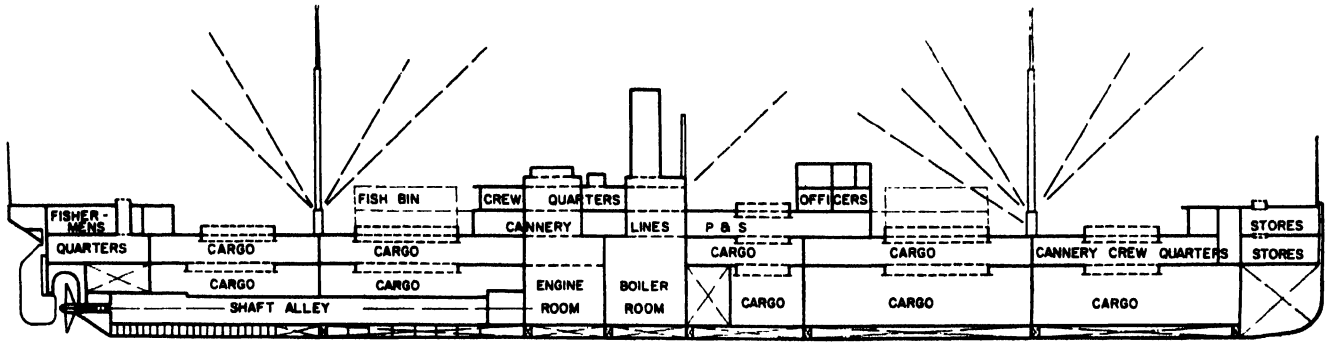 FISH BIN
CREW QUARTERS
OFFICERS
FISHER-
MENS
QUARTERS
CANNERY LINES P & S
STORES
CARGO
CARGO
CARGO
CARGO
CANNERY CREW QUARTERS
STORES
CARGO
CARGO
ENGINE
ROOM
BOILER
ROOM
CARGO
CARGO
CARGO
SHAFT ALLEY